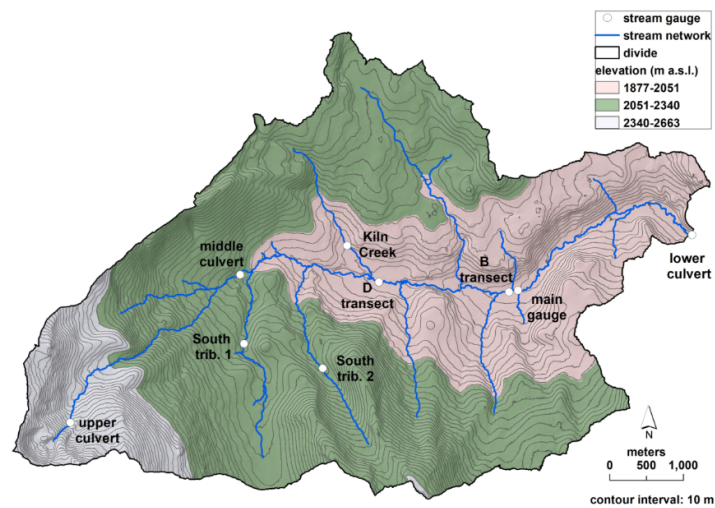 stream gauge
stream network
divide
elevation (m a.s.l.)
1877-2051
2051-2340
2340-2663
Kiln
Creek
middle
culvert
B
transect
lower
culvert
D
transect
main
gauge
South
trib. 1
South
trib. 2
upper
culvert
N
meters
0 500 1,000
contour interval: 10 m